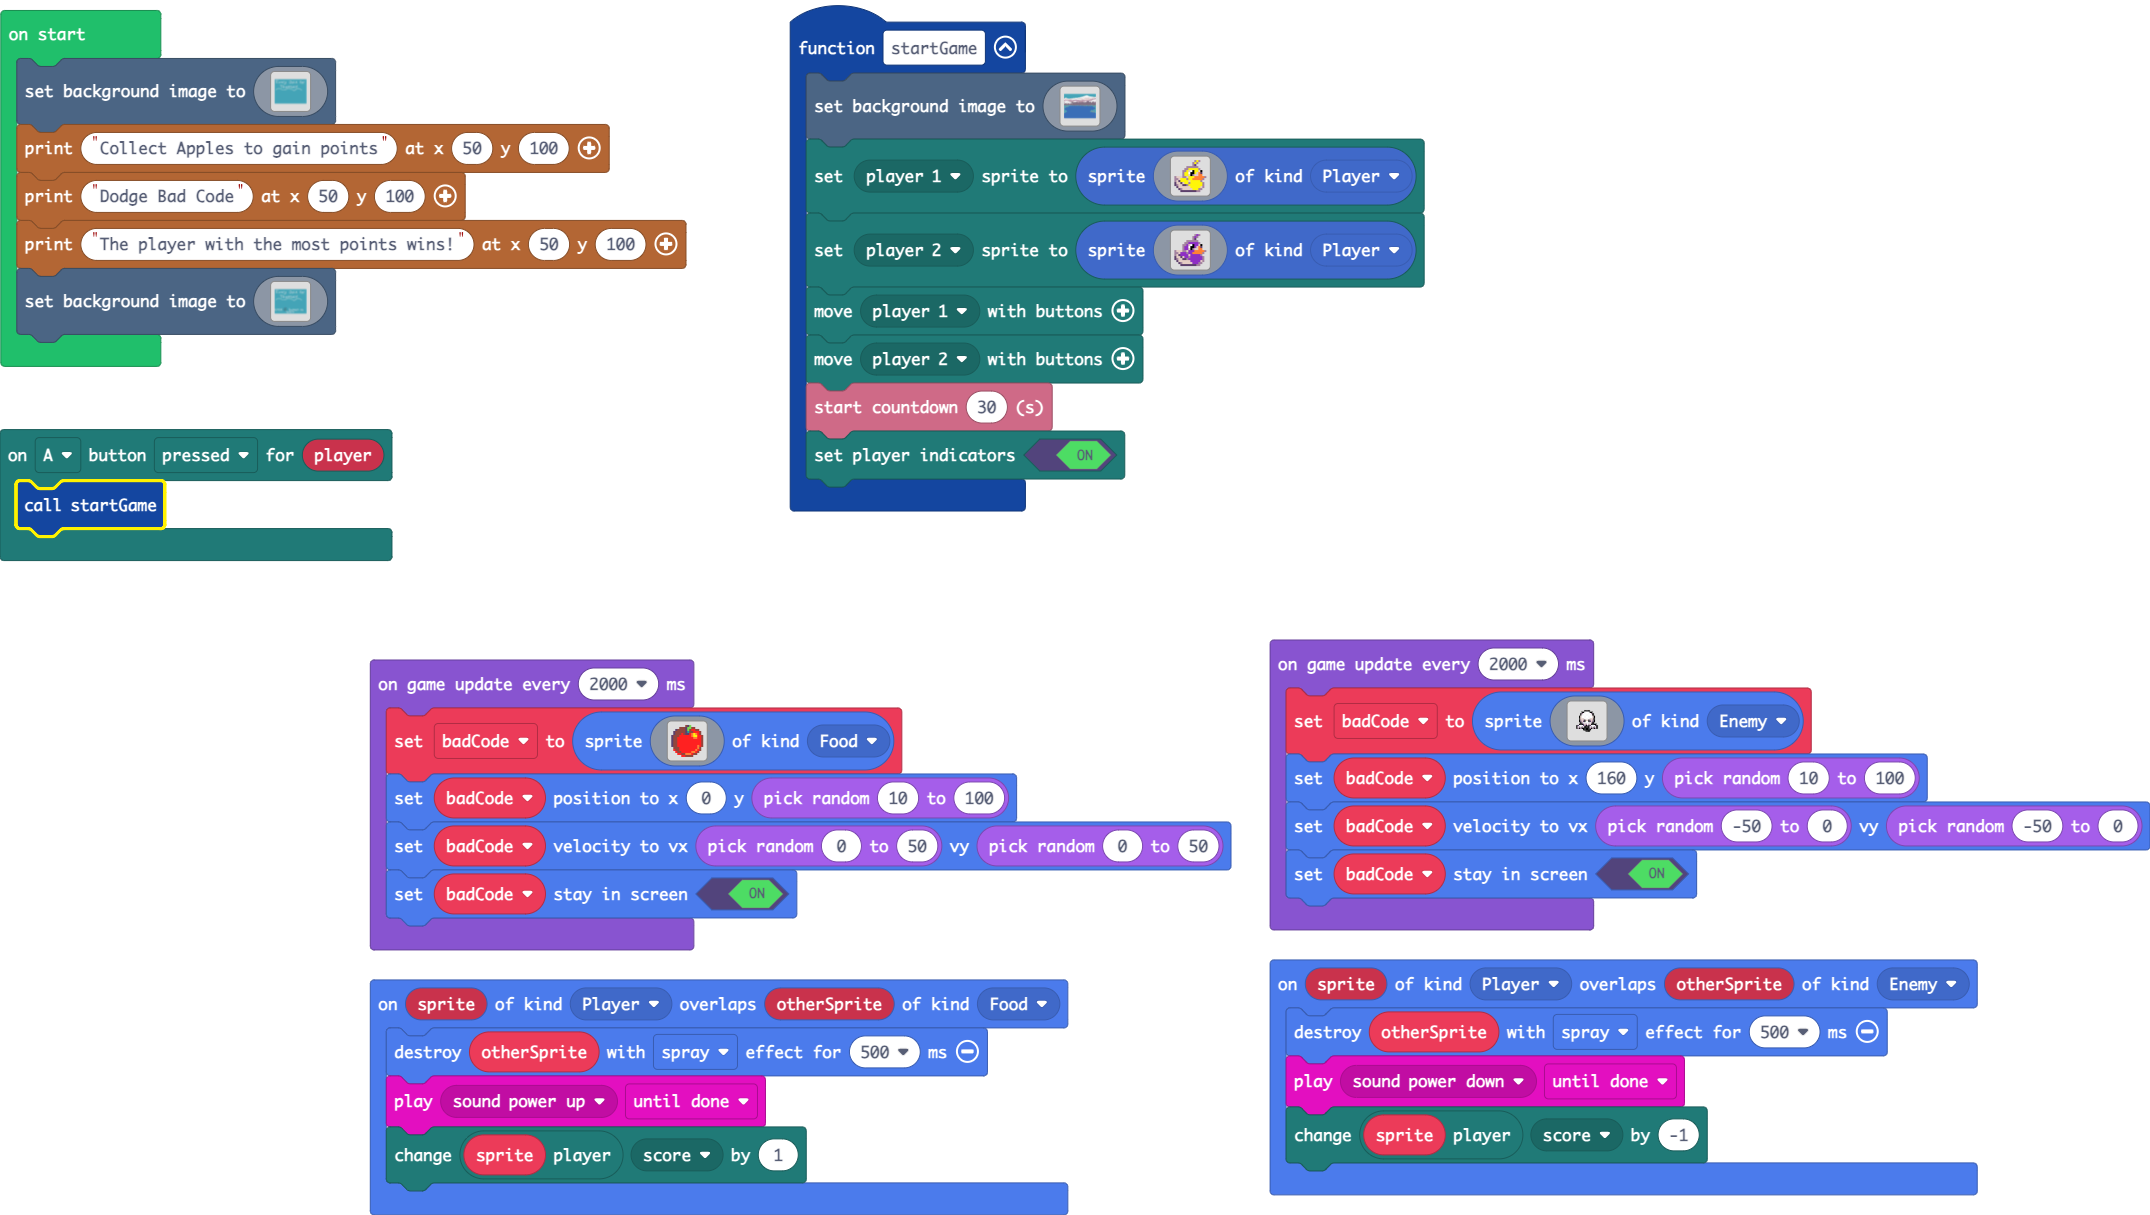 on start
set background image to
print "Collect Apples to gain points" at x 50 y 100
print "Dodge Bad Code" at x 50 y 100
print "The player with the most points wins!" at x 50 y 100
set background image to
on A button pressed for player
call startGame
function startGame
set background image to
set player 1 sprite to sprite of kind Player
set player 2 sprite to sprite of kind Player
move player 1 with buttons
move player 2 with buttons
start countdown 30 (s)
set player indicators ON
on game update every 2000 ms
set badCode to sprite of kind Food
set badCode position to x 0 y pick random 10 to 100
set badCode velocity to vx pick random 0 to 50 vy pick random 0 to 50
set badCode stay in screen ON
on sprite of kind Player overlaps otherSprite of kind Food
destroy otherSprite with spray effect for 500 ms
play sound power up until done
change sprite player score by 1
on game update every 2000 ms
set badCode to sprite of kind Enemy
set badCode position to x 160 y pick random 10 to 100
set badCode velocity to vx pick random -50 to 0 vy pick random -50 to 0
set badCode stay in screen ON
on sprite of kind Player overlaps otherSprite of kind Enemy
destroy otherSprite with spray effect for 500 ms
play sound power down until done
change sprite player score by -1